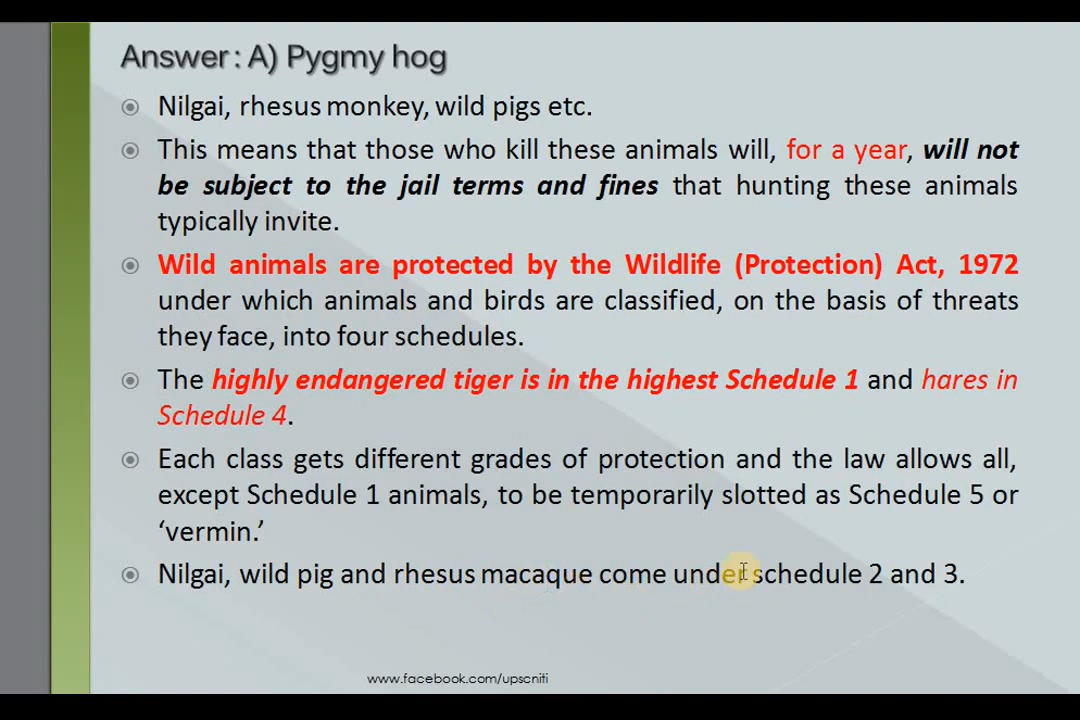 Answer : A) Pygmy hog
Nilgai, rhesus monkey, wild pigs etc.
This means that those who kill these animals will, for a year, will not
be subject to the jail terms and fines that hunting these animals
typically invite.
Wild animals are protected by the Wildlife (Protection) Act, 1972
under which animals and birds are classified, on the basis of threats
they face, into four schedules.
The highly endangered tiger is in the highest Schedule 1 and hares in
Schedule 4.
Each class gets different grades of protection and the law allows all,
except Schedule 1 animals, to be temporarily slotted as Schedule 5 or
‘vermin.’
Nilgai, wild pig and rhesus macaque come under schedule 2 and 3.
www.facebook.com/upscniti